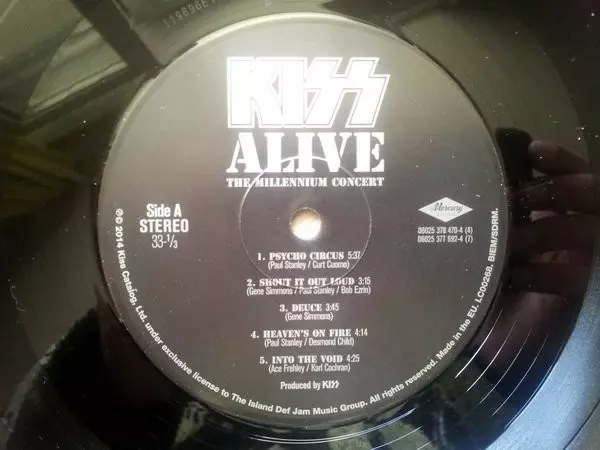 KISS
ALIVE
THE MILLENNIUM CONCERT
Side A
STEREO
33-1/3
Mercury
06025 378 470-4 (4)
06025 377 692-4 (7)
1. PSYCHO CIRCUS 5:37
(Paul Stanley / Curt Cuomo)
2. SHOUT IT OUT LOUD 3:15
(Gene Simmons / Paul Stanley / Bob Ezrin)
3. DEUCE 3:45
(Gene Simmons)
4. HEAVEN'S ON FIRE 4:14
(Paul Stanley / Desmond Child)
5. INTO THE VOID 4:25
(Ace Frehley / Karl Cochran)
Produced by KISS
℗© 2014 Kiss Catalog, Ltd. under exclusive license to The Island Def Jam Music Group. All rights reserved. Made in the EU. LC00268. BIEM/SDRM.